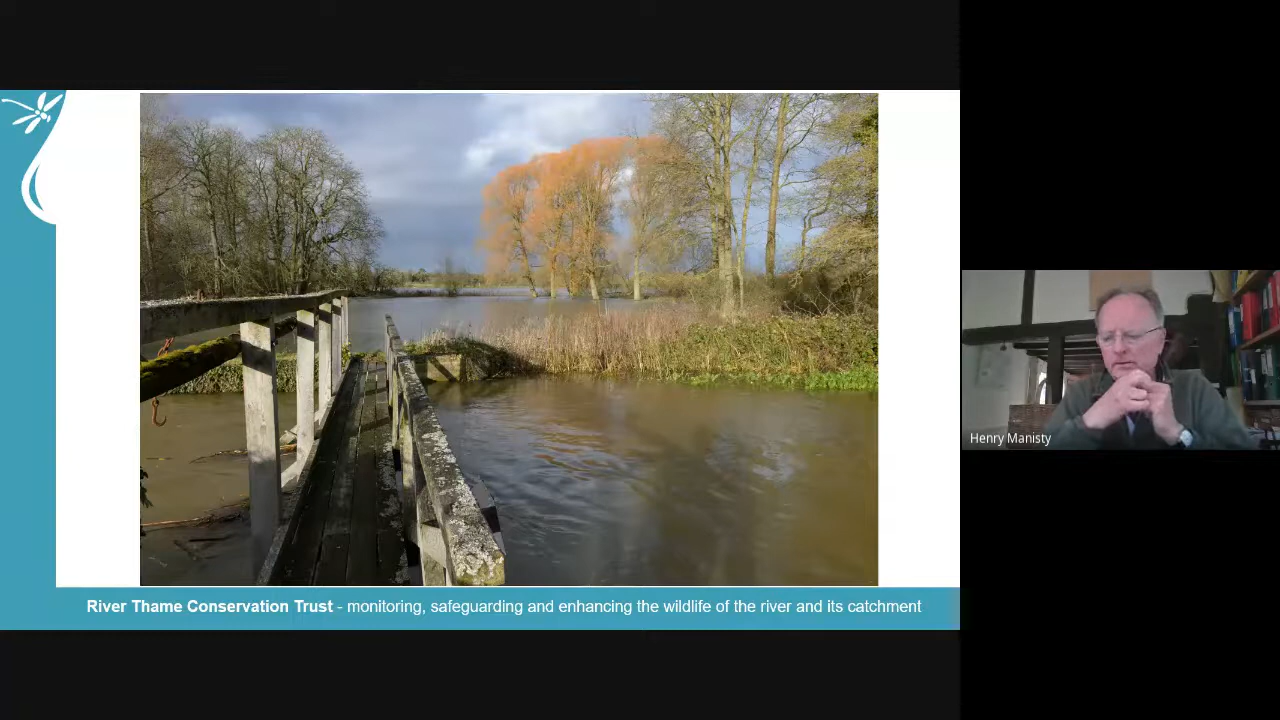 River Thame Conservation Trust - monitoring, safeguarding and enhancing the wildlife of the river and its catchment
Henry Manisty